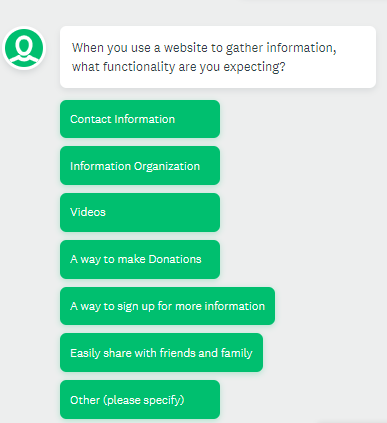 When you use a website to gather information,
what functionality are you expecting?
Contact Information
Information Organization
Videos
A way to make Donations
A way to sign up for more information
Easily share with friends and family
Other (please specify)